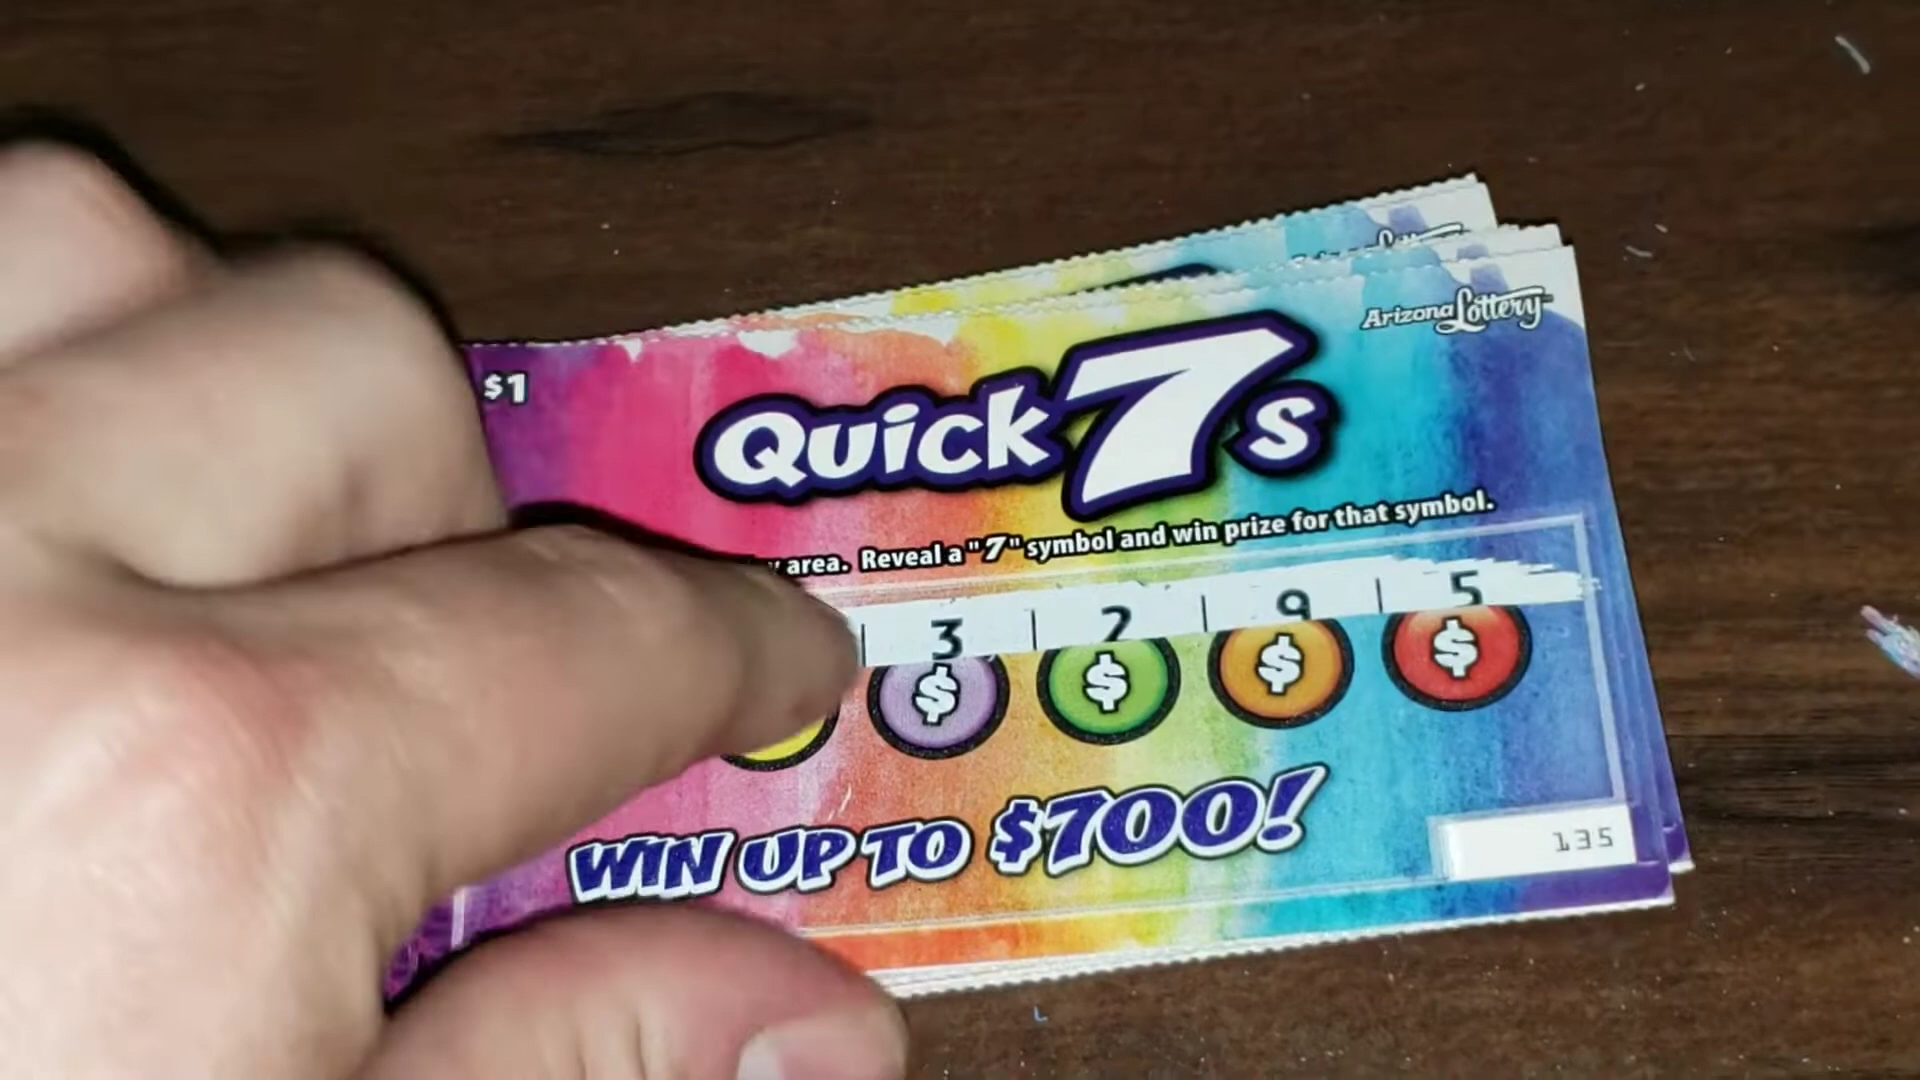 Arizona Lottery
$1
Quick 7s
area. Reveal a "7" symbol and win prize for that symbol.
3 2 9 5
$ $ $ $
WIN UP TO $700!
135